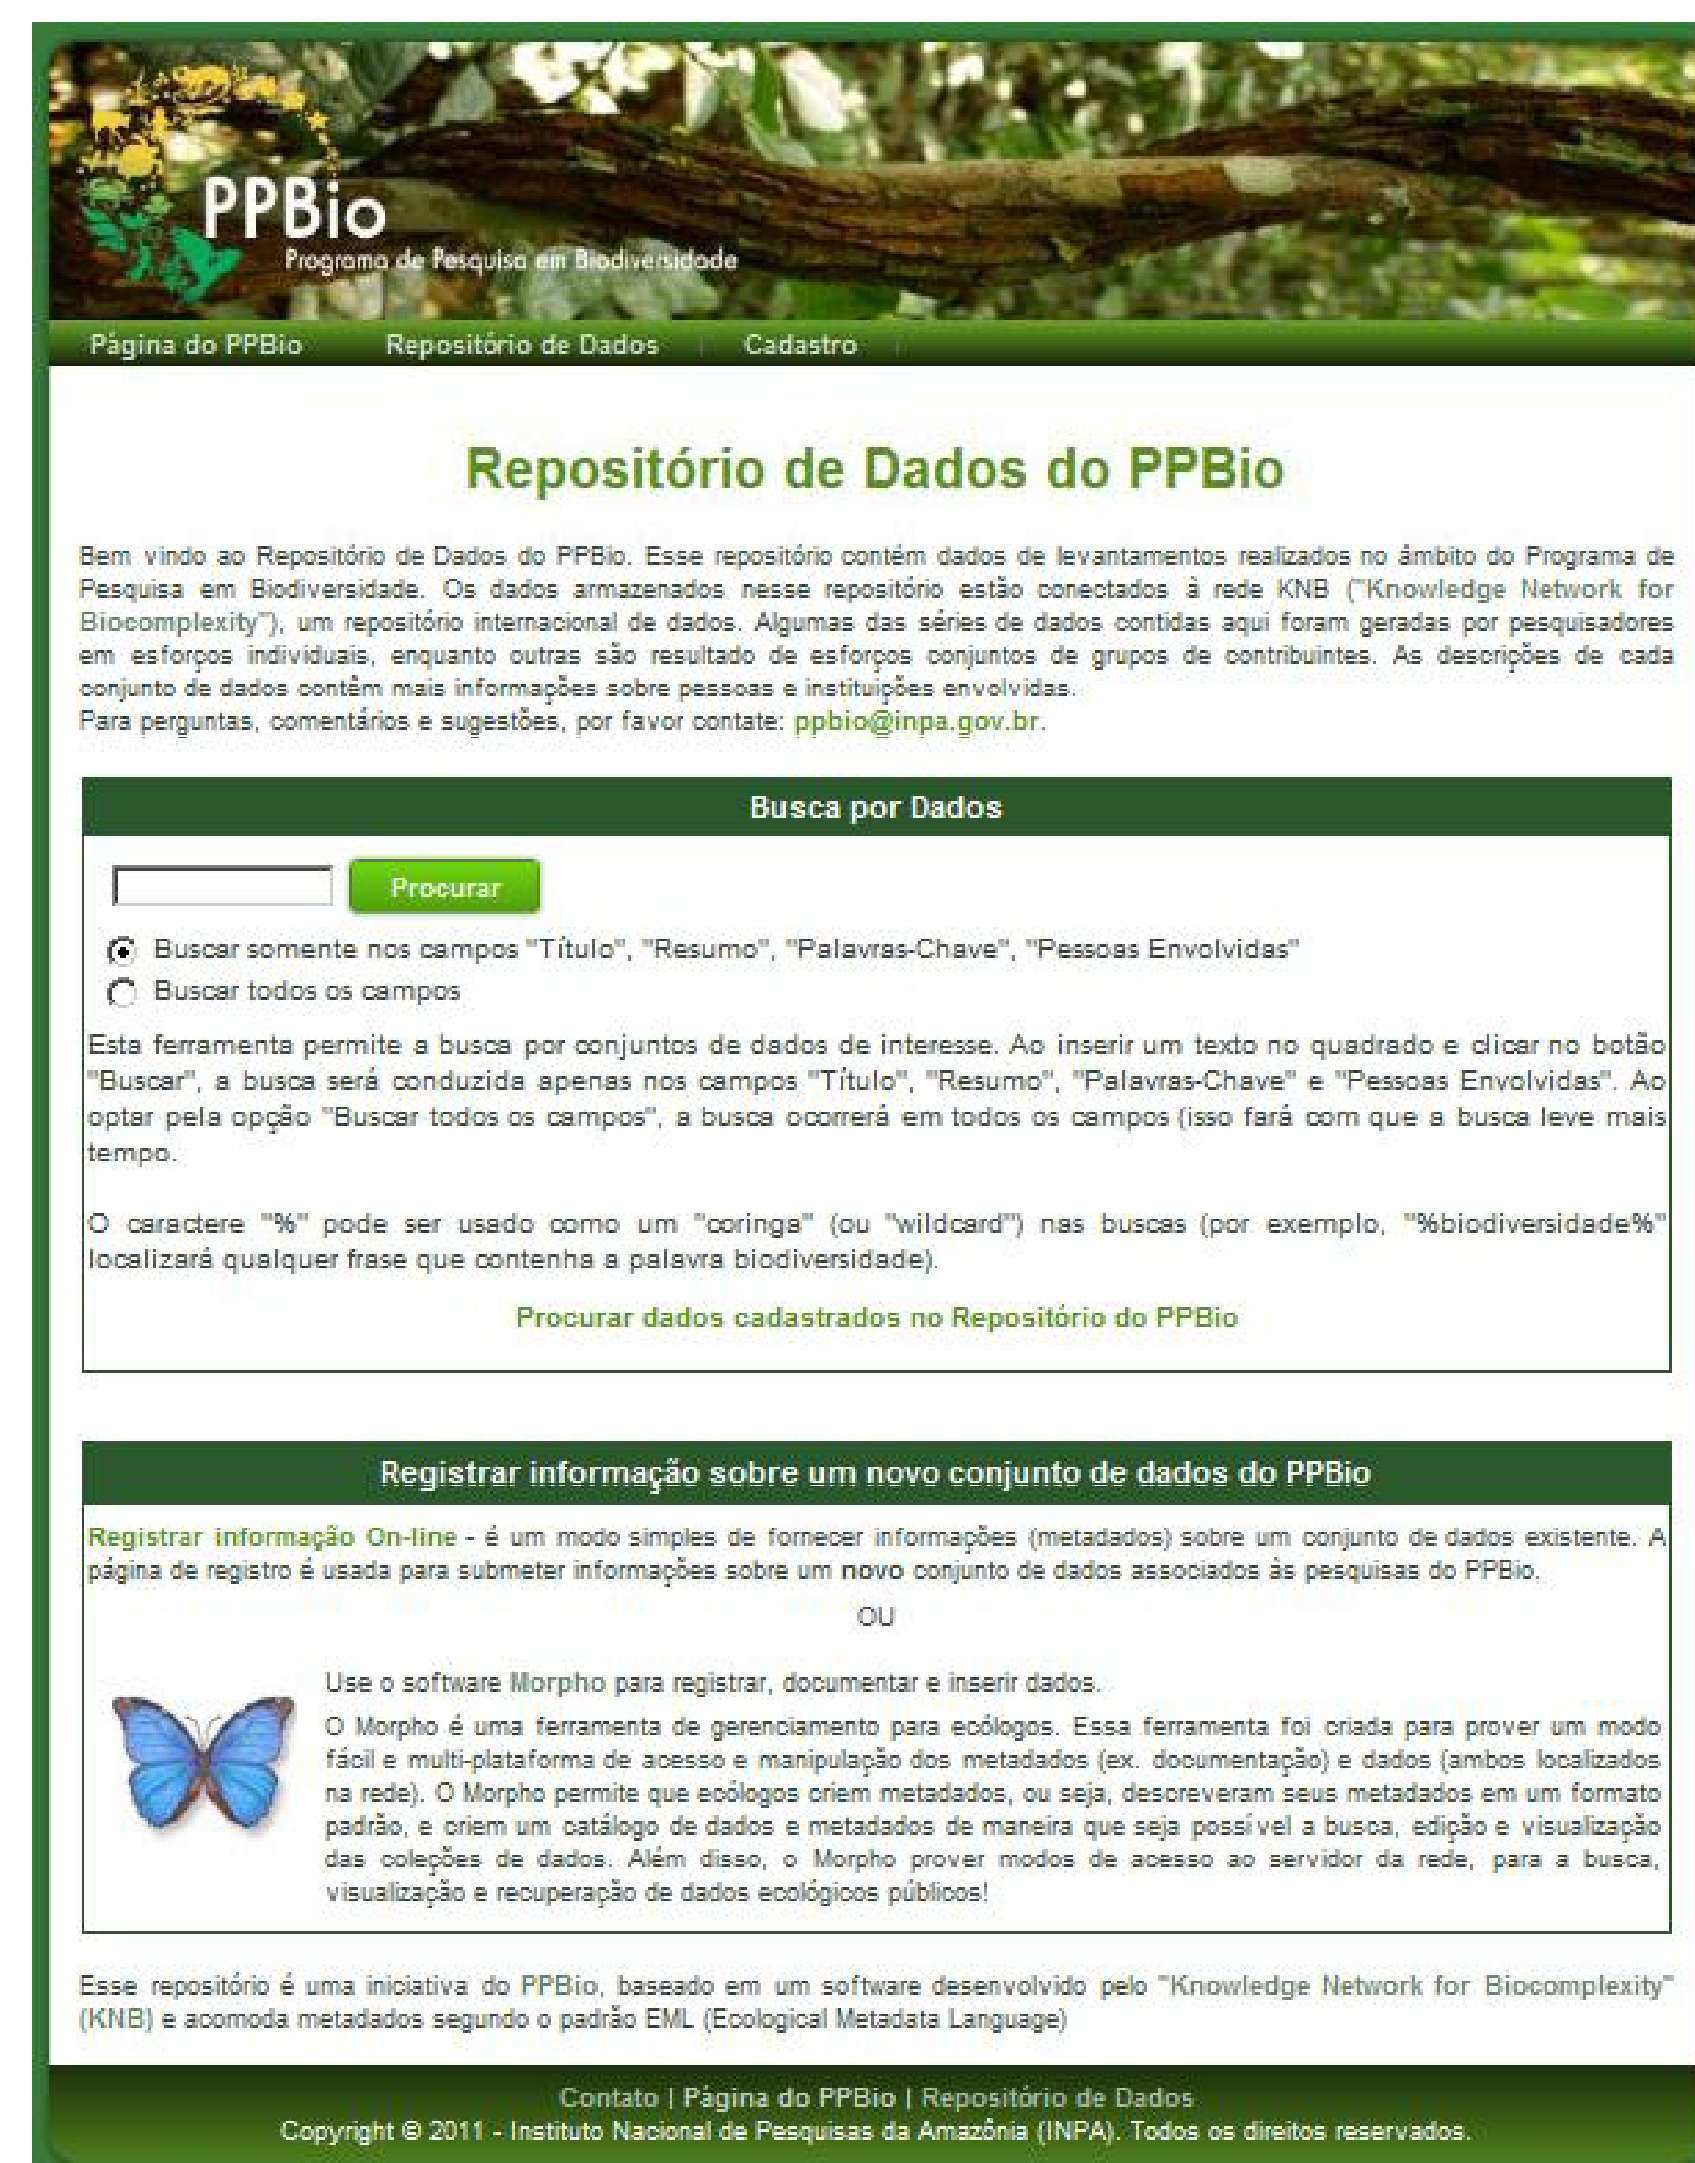 PPBio
Programa de Pesquisa em Biodiversidade
Página do PPBio Repositório de Dados Cadastro
Repositório de Dados do PPBio
Bem vindo ao Repositório de Dados do PPBio. Esse repositório contém dados de levantamentos realizados no âmbito do Programa de
Pesquisa em Biodiversidade. Os dados armazenados nesse repositório estão conectados à rede KNB ("Knowledge Network for
Biocomplexity"), um repositório internacional de dados. Algumas das séries de dados contidas aqui foram geradas por pesquisadores
em esforços individuais, enquanto outras são resultado de esforços conjuntos de grupos de contribuintes. As descrições de cada
conjunto de dados contêm mais informações sobre pessoas e instituições envolvidas.
Para perguntas, comentários e sugestões, por favor contate: ppbio@inpa.gov.br.
Busca por Dados
Procurar
Buscar somente nos campos "Título", "Resumo", "Palavras-Chave", "Pessoas Envolvidas"
Buscar todos os campos
Esta ferramenta permite a busca por conjuntos de dados de interesse. Ao inserir um texto no quadrado e clicar no botão
"Buscar", a busca será conduzida apenas nos campos "Título", "Resumo", "Palavras-Chave" e "Pessoas Envolvidas". Ao
optar pela opção "Buscar todos os campos", a busca ocorrerá em todos os campos (isso fará com que a busca leve mais
tempo.
O caractere "%" pode ser usado como um "coringa" (ou "wildcard") nas buscas (por exemplo, "%biodiversidade%"
localizará qualquer frase que contenha a palavra biodiversidade).
Procurar dados cadastrados no Repositório do PPBio
Registrar informação sobre um novo conjunto de dados do PPBio
Registrar informação On-line - é um modo simples de fornecer informações (metadados) sobre um conjunto de dados existente. A
página de registro é usada para submeter informações sobre um novo conjunto de dados associados às pesquisas do PPBio.
OU
Use o software Morpho para registrar, documentar e inserir dados.
O Morpho é uma ferramenta de gerenciamento para ecólogos. Essa ferramenta foi criada para prover um modo
fácil e multi-plataforma de acesso e manipulação dos metadados (ex. documentação) e dados (ambos localizados
na rede). O Morpho permite que ecólogos criem metadados, ou seja, descreveram seus metadados em um formato
padrão, e criem um catálogo de dados e metadados de maneira que seja possível a busca, edição e visualização
das coleções de dados. Além disso, o Morpho prover modos de acesso ao servidor da rede, para a busca,
visualização e recuperação de dados ecológicos públicos!
Esse repositório é uma iniciativa do PPBio, baseado em um software desenvolvido pelo "Knowledge Network for Biocomplexity"
(KNB) e acomoda metadados segundo o padrão EML (Ecological Metadata Language)
Contato | Página do PPBio | Repositório de Dados
Copyright © 2011 - Instituto Nacional de Pesquisas da Amazônia (INPA). Todos os direitos reservados.